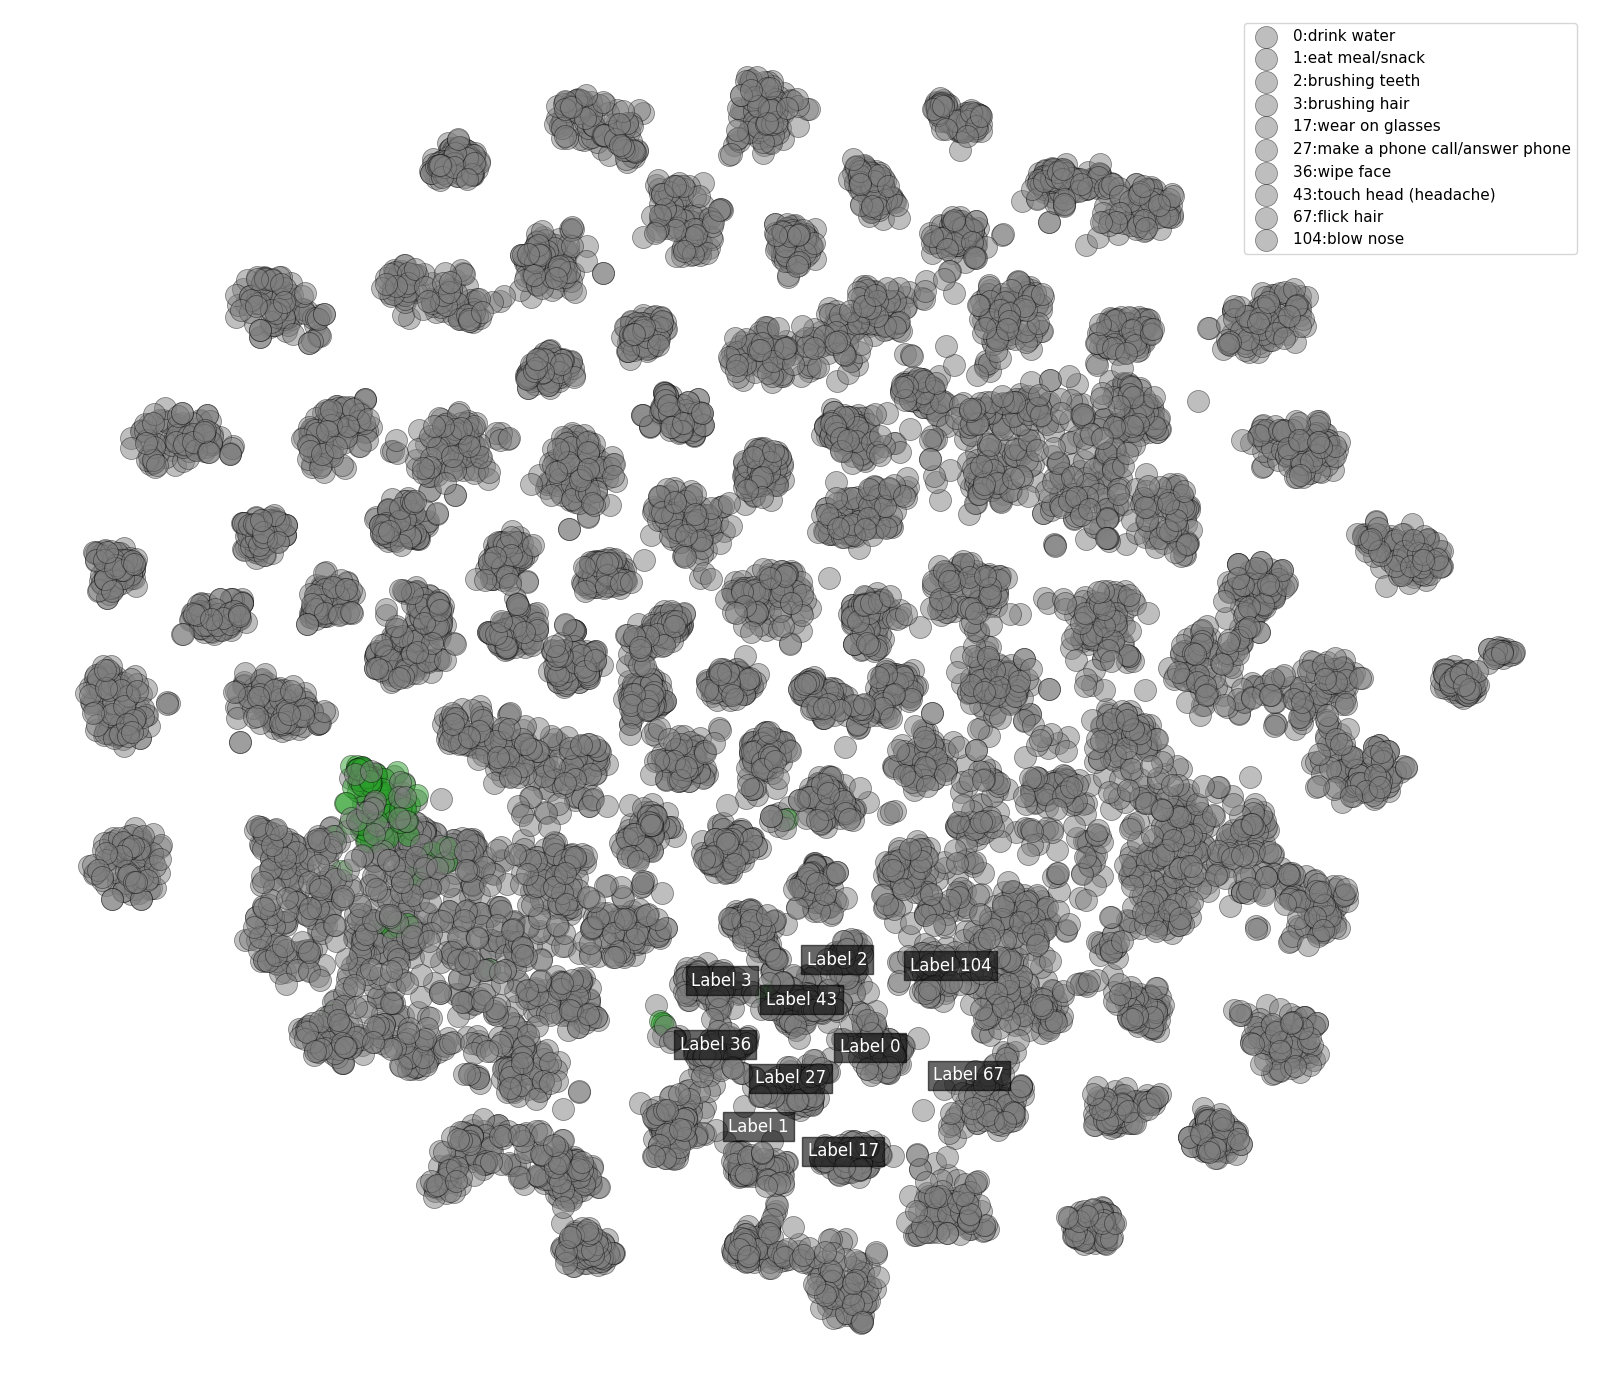 0:drink water
1:eat meal/snack
2:brushing teeth
3:brushing hair
17:wear on glasses
27:make a phone call/answer phone
36:wipe face
43:touch head (headache)
67:flick hair
104:blow nose
Label 2
Label 104
Label 3
Label 43
Label 36
Label 0
Label 27
Label 67
Label 1
Label 17